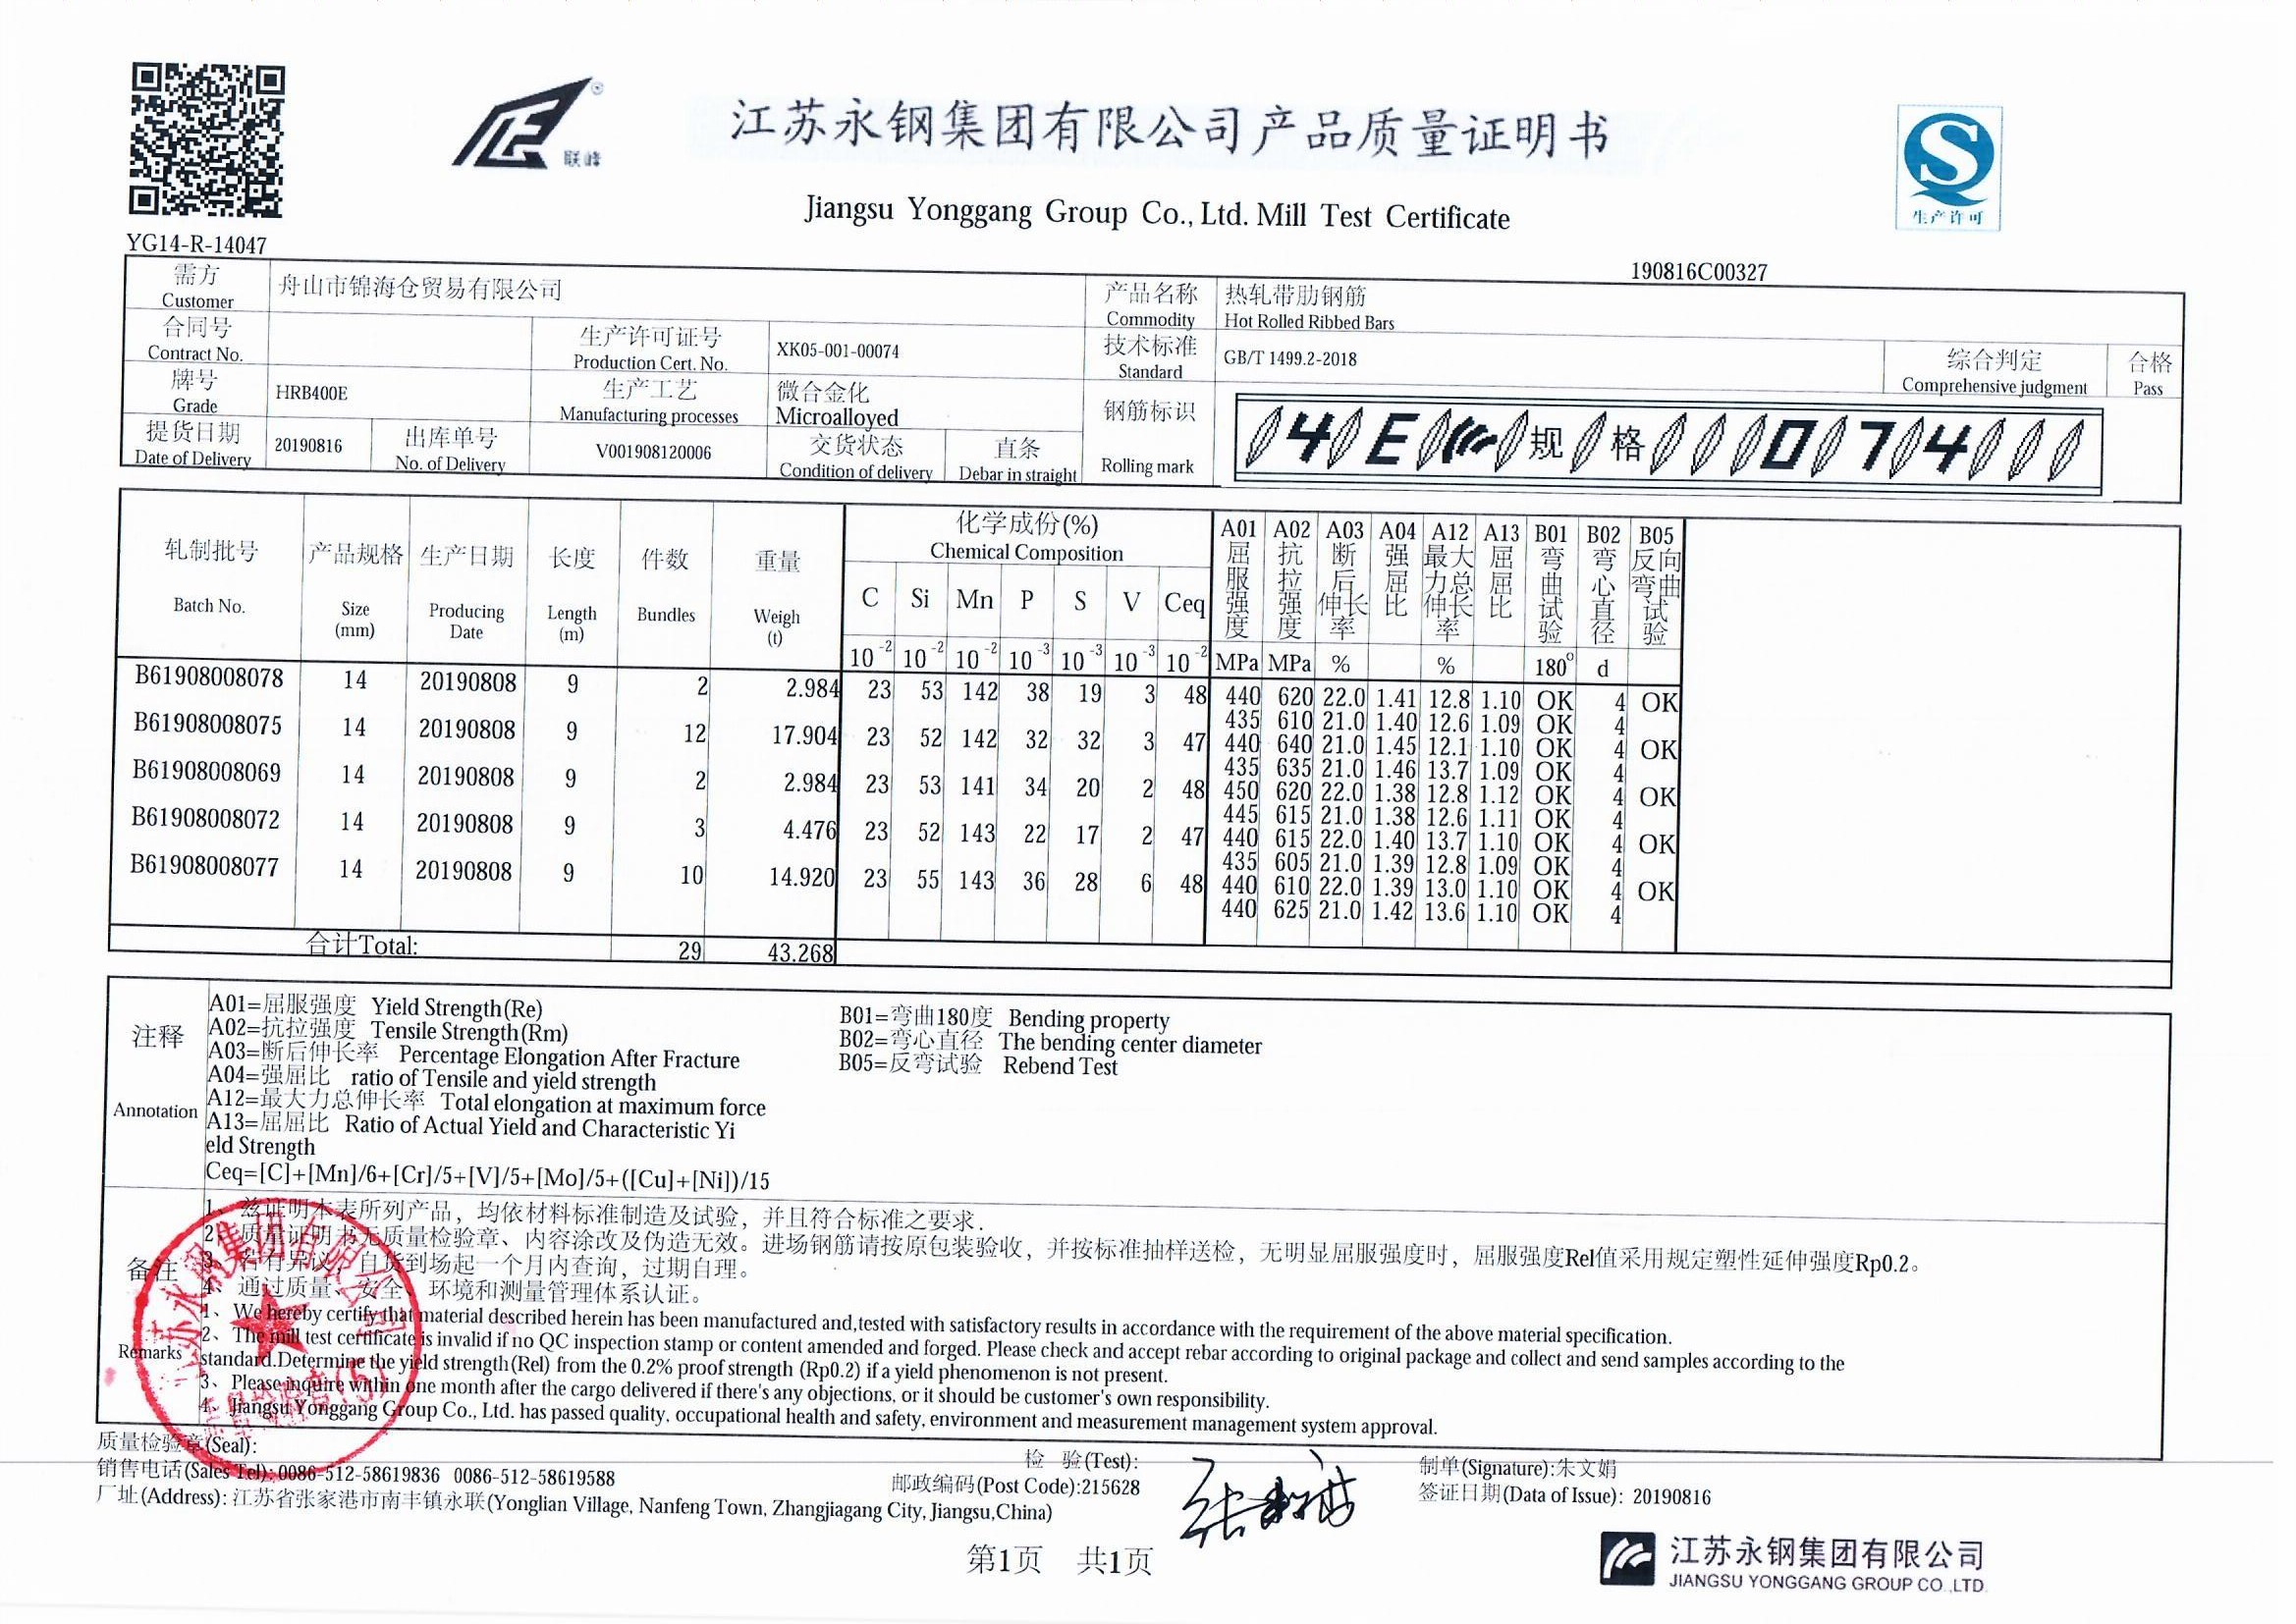 联峰
江苏永钢集团有限公司产品质量证明书
Jiangsu Yonggang Group Co., Ltd. Mill Test Certificate
生产许可
YG14-R-14047
190816C00327
需方 Customer 舟山市锦海仓贸易有限公司 产品名称 Commodity 热轧带肋钢筋 Hot Rolled Ribbed Bars
合同号 Contract No. 生产许可证号 Production Cert. No. XK05-001-00074 技术标准 Standard GB/T 1499.2-2018 综合判定 Comprehensive judgment 合格 Pass
牌号 Grade HRB400E 生产工艺 Manufacturing processes 微合金化 Microalloyed 钢筋标识 Rolling mark 4 E 规 格 0 7 4
提货日期 Date of Delivery 20190816 出库单号 No. of Delivery V001908120006 交货状态 Condition of delivery 直条 Debar in straight
轧制批号 Batch No. 产品规格 Size (mm) 生产日期 Producing Date 长度 Length (m) 件数 Bundles 重量 Weigh (t) 化学成份(%) Chemical Composition
C Si Mn P S V Ceq
10-2 10-2 10-2 10-3 10-3 10-3 10-2
A01 A02 A03 A04 A12 A13 B01 B02 B05
屈服强度 抗拉强度 断后伸长率 强屈比 最大力总伸长率 屈屈比 弯曲试验 弯心直径 反向弯曲试验
MPa MPa % % 180° d
B61908008078 14 20190808 9 2 2.984 23 53 142 38 19 3 48 440 620 22.0 1.41 12.8 1.10 OK 4 OK
435 610 21.0 1.40 12.6 1.09 OK 4
B61908008075 14 20190808 9 12 17.904 23 52 142 32 32 3 47 440 640 21.0 1.45 12.1 1.10 OK 4 OK
435 635 21.0 1.46 13.7 1.09 OK 4
B61908008069 14 20190808 9 2 2.984 23 53 141 34 20 2 48 450 620 22.0 1.38 12.8 1.12 OK 4 OK
445 615 21.0 1.38 12.6 1.11 OK 4
B61908008072 14 20190808 9 3 4.476 23 52 143 22 17 2 47 440 615 22.0 1.40 13.7 1.10 OK 4 OK
435 605 21.0 1.39 12.8 1.09 OK 4
B61908008077 14 20190808 9 10 14.920 23 55 143 36 28 6 48 440 610 22.0 1.39 13.0 1.10 OK 4 OK
440 625 21.0 1.42 13.6 1.10 OK 4
合计Total: 29 43.268
注释 Annotation
A01=屈服强度 Yield Strength(Re)
A02=抗拉强度 Tensile Strength(Rm)
A03=断后伸长率 Percentage Elongation After Fracture
A04=强屈比 ratio of Tensile and yield strength
A12=最大力总伸长率 Total elongation at maximum force
A13=屈屈比 Ratio of Actual Yield and Characteristic Yi
eld Strength
Ceq=[C]+[Mn]/6+[Cr]/5+[V]/5+[Mo]/5+([Cu]+[Ni])/15
B01=弯曲180度 Bending property
B02=弯心直径 The bending center diameter
B05=反弯试验 Rebend Test
备注 Remarks
1、兹证明本表所列产品，均依材料标准制造及试验，并且符合标准之要求.
2、质量证明书无质量检验章、内容涂改及伪造无效。进场钢筋请按原包装验收，并按标准抽样送检，无明显屈服强度时，屈服强度Rel值采用规定塑性延伸强度Rp0.2。
3、若有异议，自货到场起一个月内查询，过期自理。
4、通过质量、安全、环境和测量管理体系认证。
1、We hereby certify that material described herein has been manufactured and,tested with satisfactory results in accordance with the requirement of the above material specification.
2、The mill test certificate is invalid if no QC inspection stamp or content amended and forged. Please check and accept rebar according to original package and collect and send samples according to the
standard.Determine the yield strength(Rel) from the 0.2% proof strength (Rp0.2) if a yield phenomenon is not present.
3、Please inquire within one month after the cargo delivered if there's any objections, or it should be customer's own responsibility.
4、Jiangsu Yonggang Group Co., Ltd. has passed quality, occupational health and safety, environment and measurement management system approval.
江苏永钢集团有限公司
(5)
质量检验章(Seal):
检 验(Test):
制单(Signature):朱文娟
销售电话(Sales Tel): 0086-512-58619836 0086-512-58619588
邮政编码(Post Code):215628
签证日期(Data of Issue): 20190816
厂址(Address): 江苏省张家港市南丰镇永联(Yonglian Village, Nanfeng Town, Zhangjiagang City, Jiangsu,China)
第1页 共1页
江苏永钢集团有限公司
JIANGSU YONGGANG GROUP CO.,LTD.